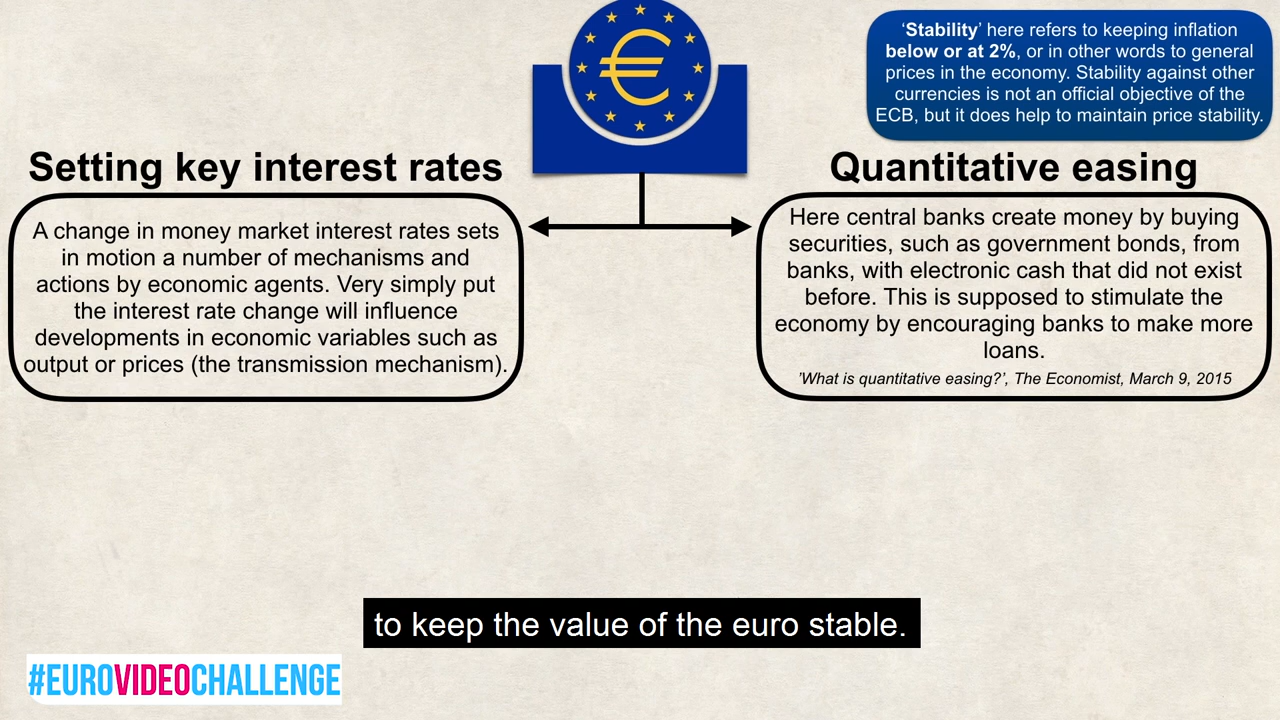 ‘Stability’ here refers to keeping inflation
below or at 2%, or in other words to general
prices in the economy. Stability against other
currencies is not an official objective of the
ECB, but it does help to maintain price stability.
Setting key interest rates
A change in money market interest rates sets
in motion a number of mechanisms and
actions by economic agents. Very simply put
the interest rate change will influence
developments in economic variables such as
output or prices (the transmission mechanism).
Quantitative easing
Here central banks create money by buying
securities, such as government bonds, from
banks, with electronic cash that did not exist
before. This is supposed to stimulate the
economy by encouraging banks to make more
loans.
’What is quantitative easing?’, The Economist, March 9, 2015
to keep the value of the euro stable.
#EUROVIDEOCHALLENGE